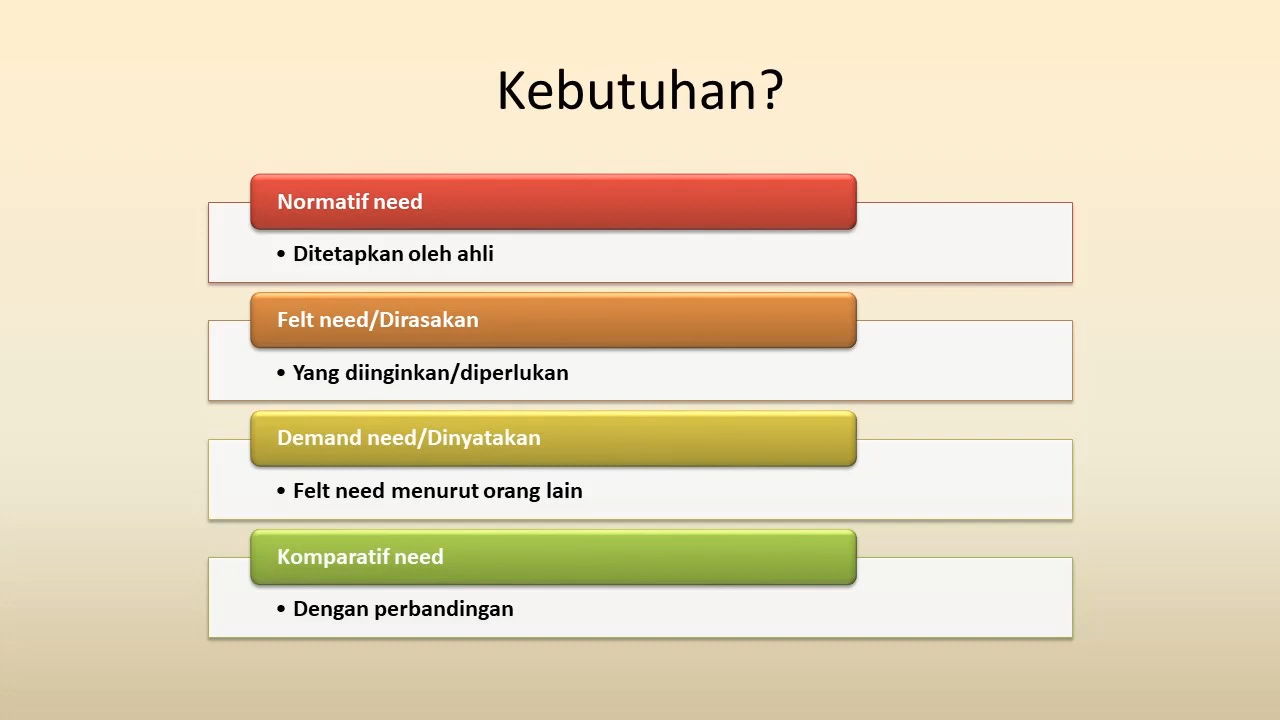 Kebutuhan?
Normatif need
• Ditetapkan oleh ahli
Felt need/Dirasakan
• Yang diinginkan/diperlukan
Demand need/Dinyatakan
• Felt need menurut orang lain
Komparatif need
• Dengan perbandingan